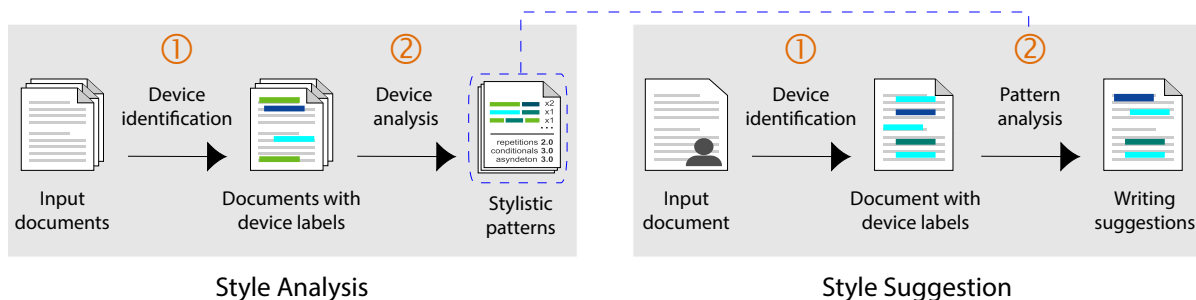 ①
Device
identification
②
Device
analysis
x2
x1
x1
...
repetitions 2.0
conditionals 3.0
asyndeton 3.0
Input
documents
Documents with
device labels
Stylistic
patterns
Style Analysis
①
Device
identification
②
Pattern
analysis
Input
document
Document with
device labels
Writing
suggestions
Style Suggestion